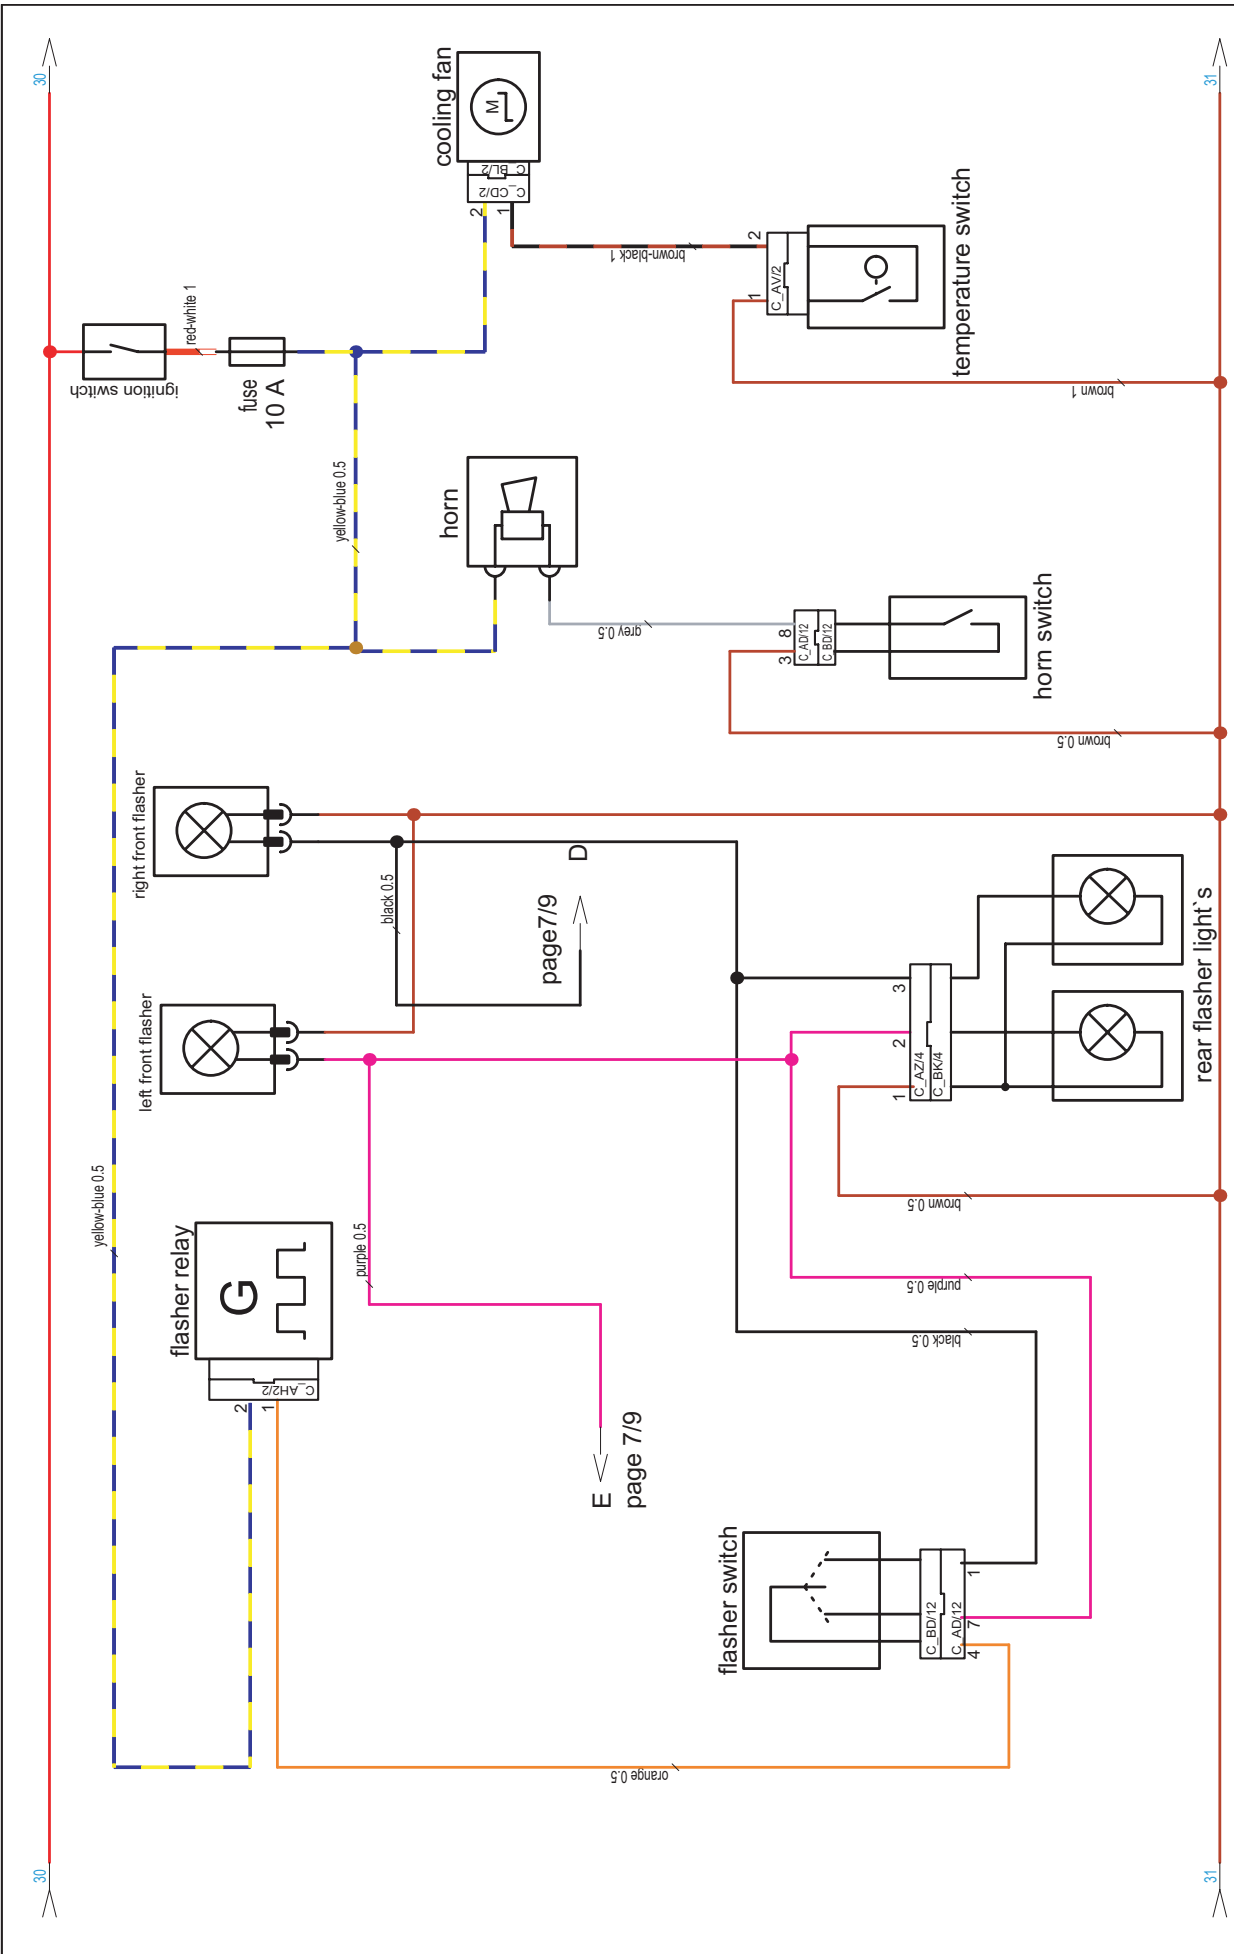 30
30
flasher relay
G
C_AH2/2
2
1
yellow-blue 0.5
left front flasher
right front flasher
ignition switch
red-white 1
fuse
10 A
yellow-blue 0.5
horn
cooling fan
M
C_BL/2
C_CD/2
2
1
brown-black 1
2
1
C_AV/2
temperature switch
brown 1
grey 0.5
8
3
C_AD/12
C_BD/12
horn switch
brown 0.5
black 0.5
D
page7/9
purple 0.5
E
page 7/9
3
2
1
C_AZ/4
C_BK/4
rear flasher light`s
brown 0.5
purple 0.5
black 0.5
flasher switch
C_BD/12
C_AD/12
1
7
4
orange 0.5
31
31